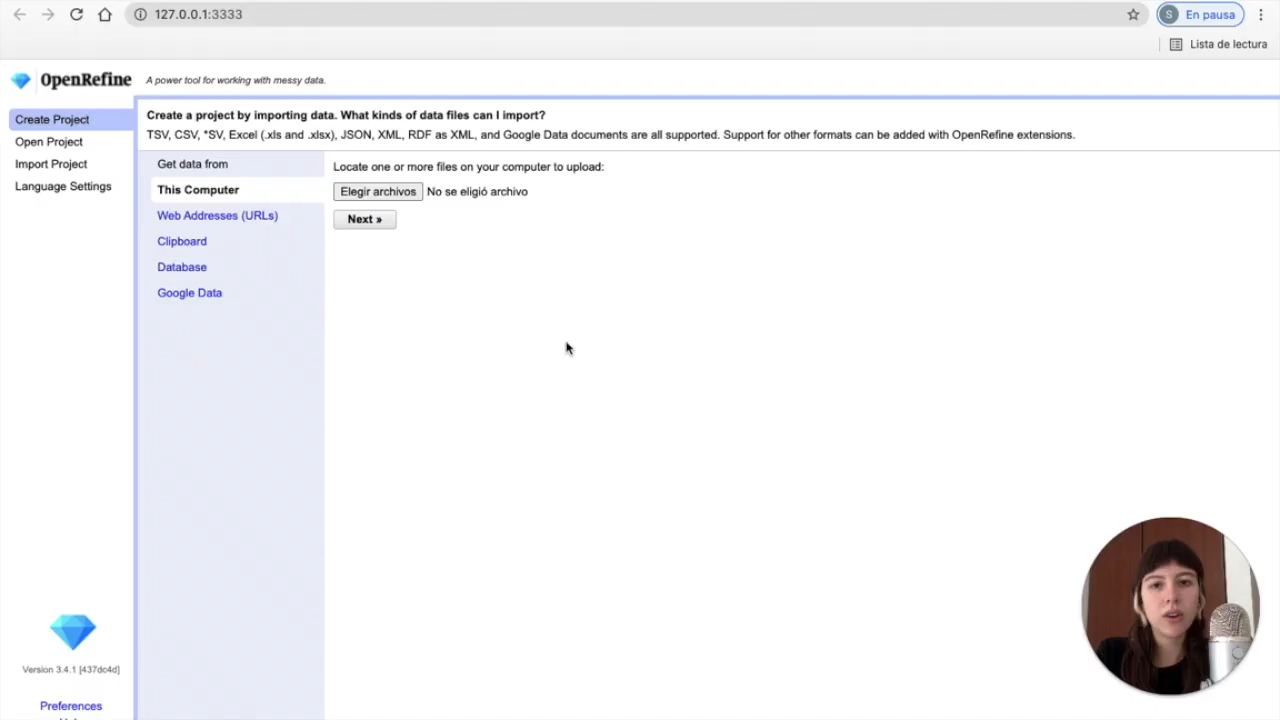 127.0.0.1:3333
S En pausa
Lista de lectura
OpenRefine A power tool for working with messy data.
Create Project
Open Project
Import Project
Language Settings
Create a project by importing data. What kinds of data files can I import?
TSV, CSV, *SV, Excel (.xls and .xlsx), JSON, XML, RDF as XML, and Google Data documents are all supported. Support for other formats can be added with OpenRefine extensions.
Get data from
This Computer
Web Addresses (URLs)
Clipboard
Database
Google Data
Locate one or more files on your computer to upload:
Elegir archivos No se eligió archivo
Next »
Version 3.4.1 [437dc4d]
Preferences